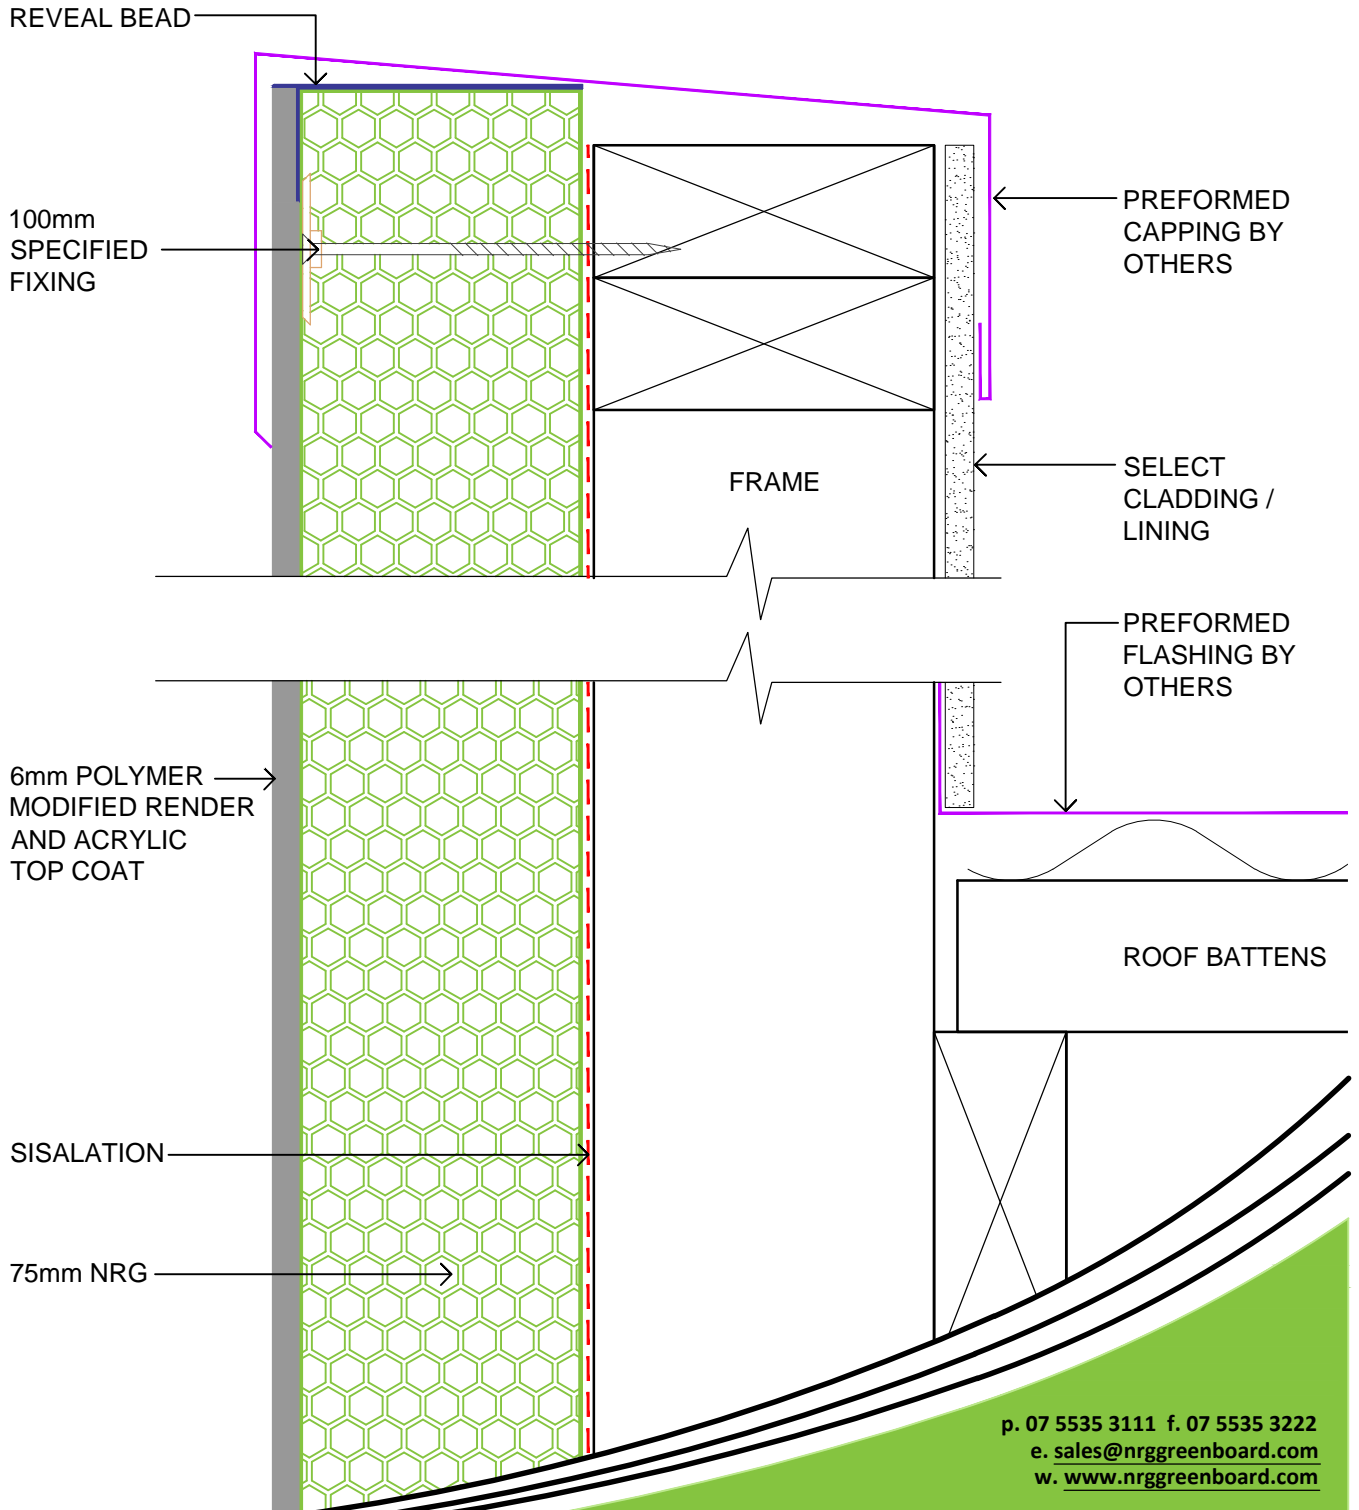 REVEAL BEAD
100mm
SPECIFIED
FIXING
PREFORMED
CAPPING BY
OTHERS
FRAME
SELECT
CLADDING /
LINING
PREFORMED
FLASHING BY
OTHERS
6mm POLYMER
MODIFIED RENDER
AND ACRYLIC
TOP COAT
ROOF BATTENS
SISALATION
75mm NRG
p. 07 5535 3111 f. 07 5535 3222
e. sales@nrggreenboard.com
w. www.nrggreenboard.com